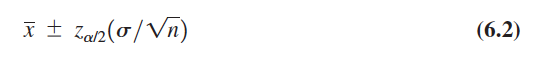 x̄ ± z_{α/2}(σ/√n) (6.2)